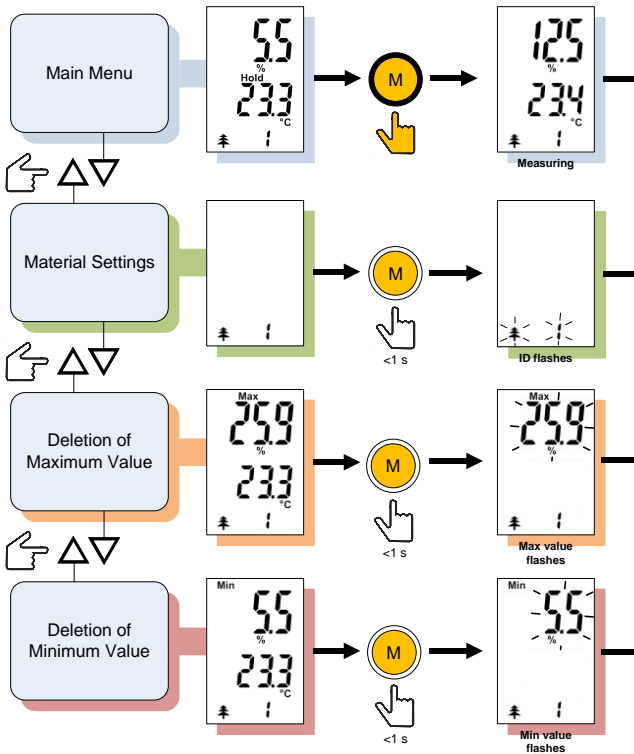 Main Menu
5.5
%
Hold
23.3
°C
1
M
12.5
%
23.4
°C
1
Measuring
Material Settings
1
M
<1 s
1
ID flashes
Deletion of
Maximum Value
Max
25.9
%
23.3
°C
1
M
<1 s
Max
25.9
%
1
Max value
flashes
Deletion of
Minimum Value
Min
5.5
%
23.3
°C
1
M
<1 s
Min
5.5
%
1
Min value
flashes